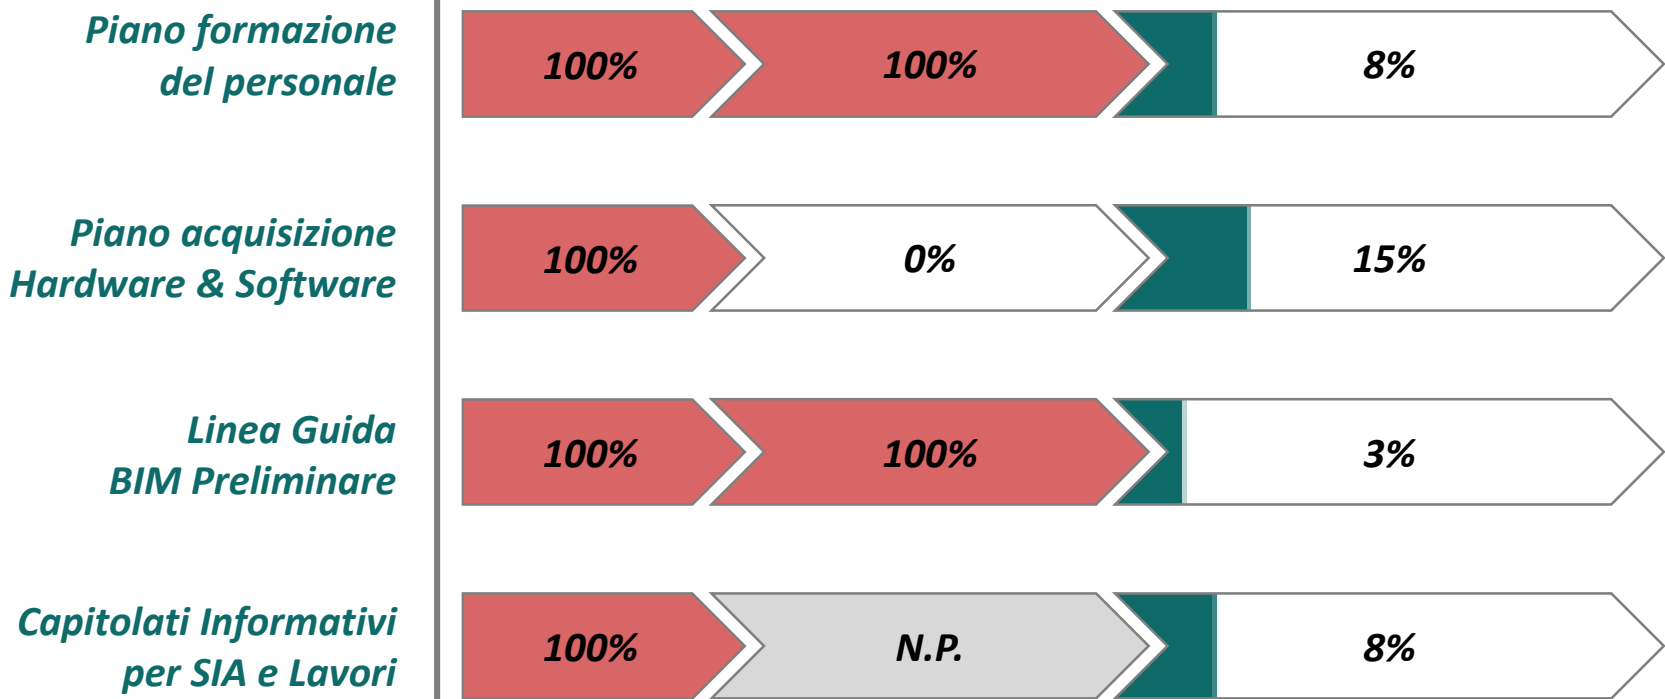 Piano formazione
del personale
100%
100%
8%
Piano acquisizione
Hardware & Software
100%
0%
15%
Linea Guida
BIM Preliminare
100%
100%
3%
Capitolati Informativi
per SIA e Lavori
100%
N.P.
8%